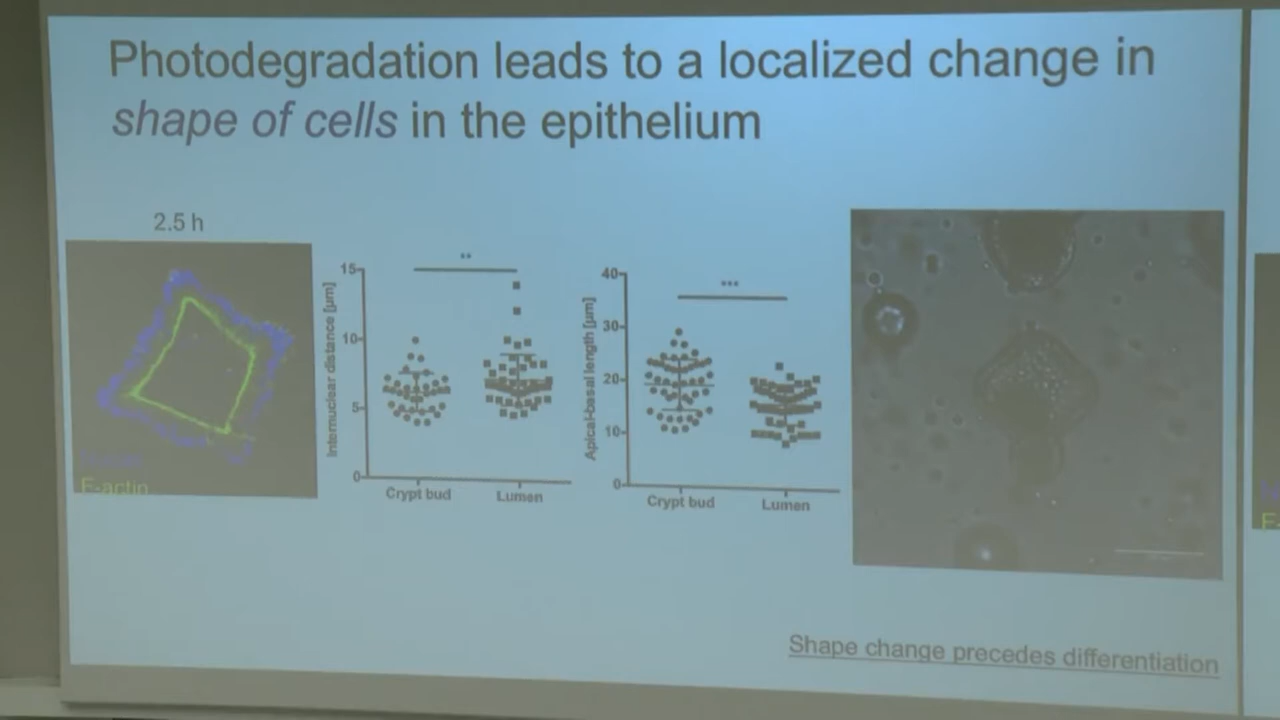 Photodegradation leads to a localized change in
shape of cells in the epithelium
2.5 h
F-actin
Internuclear distance [µm]
15
10
5
0
**
Crypt bud
Lumen
Apical-basal length [µm]
40
30
20
10
0
***
Crypt bud
Lumen
Shape change precedes differentiation